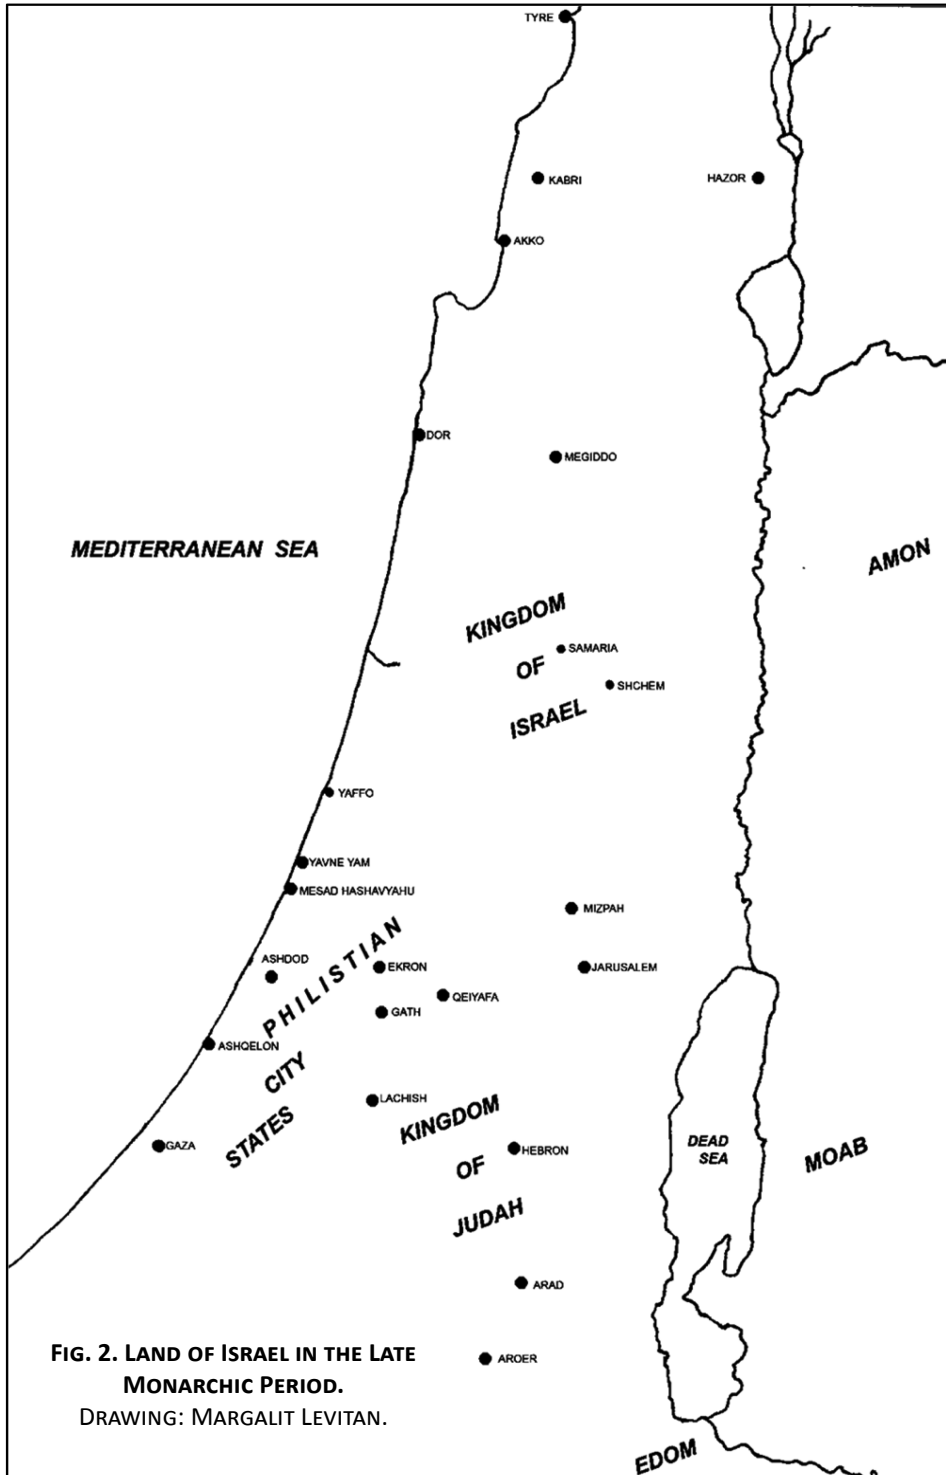 TYRE
KABRI
HAZOR
AKKO
DOR
MEGIDDO
MEDITERRANEAN SEA
AMON
KINGDOM
OF
ISRAEL
SAMARIA
SHCHEM
YAFFO
YAVNE YAM
MESAD HASHAVYAHU
MIZPAH
ASHDOD
EKRON
JARUSALEM
QEIYAFA
GATH
PHILISTIAN
CITY
STATES
ASHQELON
LACHISH
KINGDOM
OF
JUDAH
GAZA
HEBRON
DEAD
SEA
MOAB
ARAD
AROER
FIG. 2. LAND OF ISRAEL IN THE LATE
MONARCHIC PERIOD.
DRAWING: MARGALIT LEVITAN.
EDOM